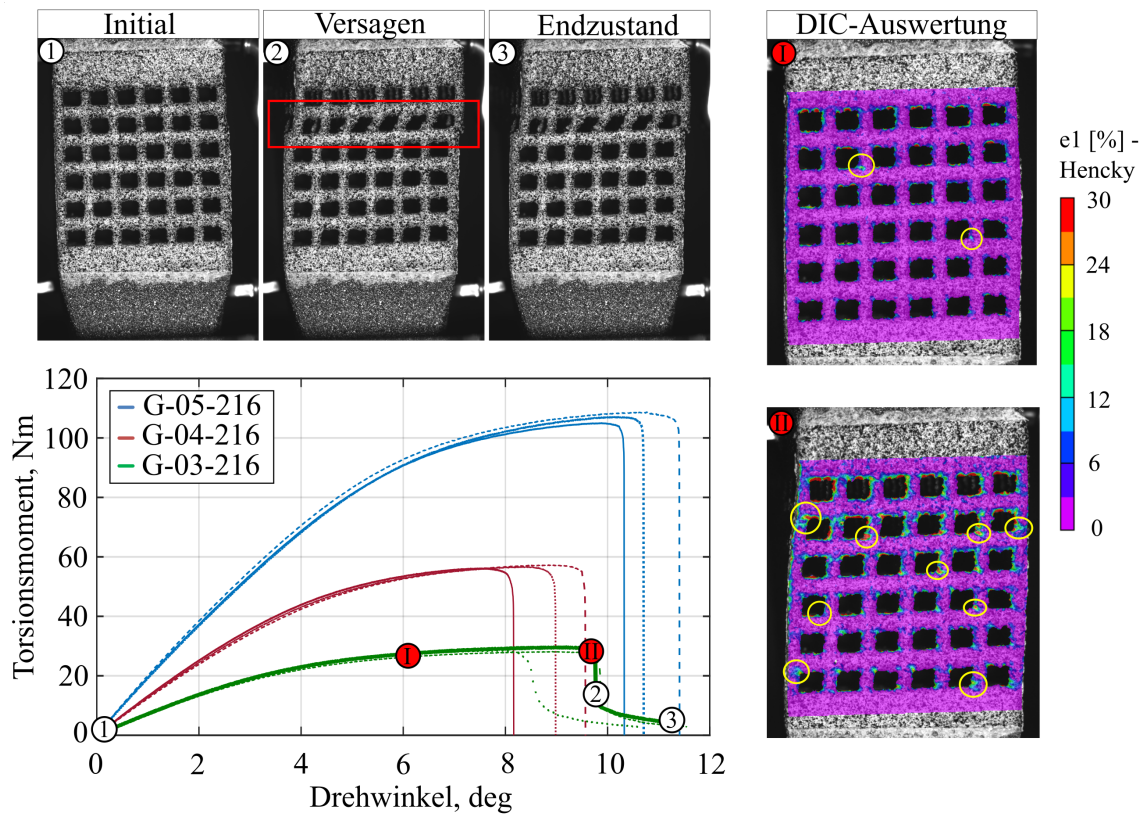 Initial
Versagen
Endzustand
DIC-Auswertung
1
2
3
I
e1 [%] -
Hencky
30
24
18
12
6
0
II
120
100
80
60
40
20
0
Torsionsmoment, Nm
G-05-216
G-04-216
G-03-216
I
II
1
2
3
0
2
4
6
8
10
12
Drehwinkel, deg